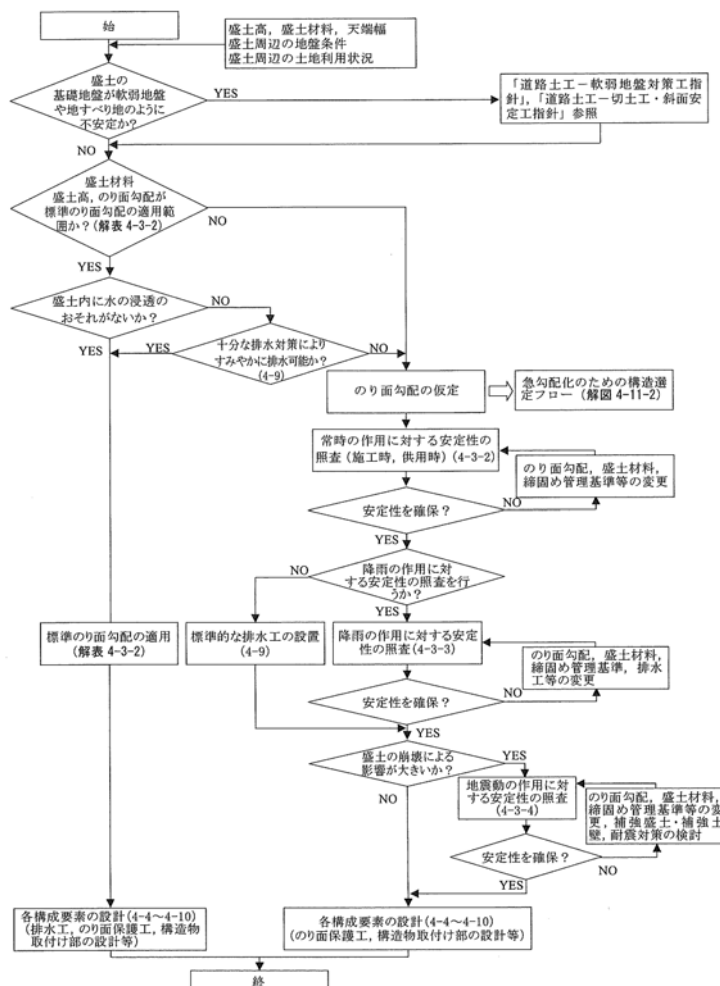 始
盛土高，盛土材料，天端幅
盛土周辺の地盤条件
盛土周辺の土地利用状況
盛土の
基礎地盤が軟弱地盤
や地すべり地のように
不安定か？
YES
「道路土工－軟弱地盤対策工指
針」，「道路土工－切土工・斜面安
定工指針」参照
NO
盛土材料
盛土高，のり面勾配が
標準のり面勾配の適用範
囲か？（解表 4-3-2）
NO
YES
盛土内に水の浸透の
おそれがないか？
NO
YES
YES
十分な排水対策により
すみやかに排水可能か？
(4-9)
NO
のり面勾配の仮定
急勾配化のための構造選
定フロー（解図 4-11-2）
常時の作用に対する安定性の
照査（施工時，供用時）(4-3-2)
のり面勾配，盛土材料，
締固め管理基準等の変更
安定性を確保？
NO
YES
降雨の作用に対
する安定性の照査を行
うか？
NO
YES
標準のり面勾配の適用
（解表 4-3-2）
標準的な排水工の設置
(4-9)
降雨の作用に対する安定
性の照査(4-3-3)
のり面勾配，盛土材料，
締固め管理基準，排水
工等の変更
安定性を確保？
NO
YES
盛土の崩壊による
影響が大きいか？
YES
NO
地震動の作用に対
する安定性の照査
(4-3-4)
のり面勾配，盛土材料，
締固め管理基準等の変
更，補強盛土・補強土
壁，耐震対策の検討
安定性を確保？
NO
YES
各構成要素の設計(4-4～4-10)
（排水工，のり面保護工，構造物
取付け部の設計等）
各構成要素の設計(4-4～4-10)
（のり面保護工，構造物取付け部の設計等）
終